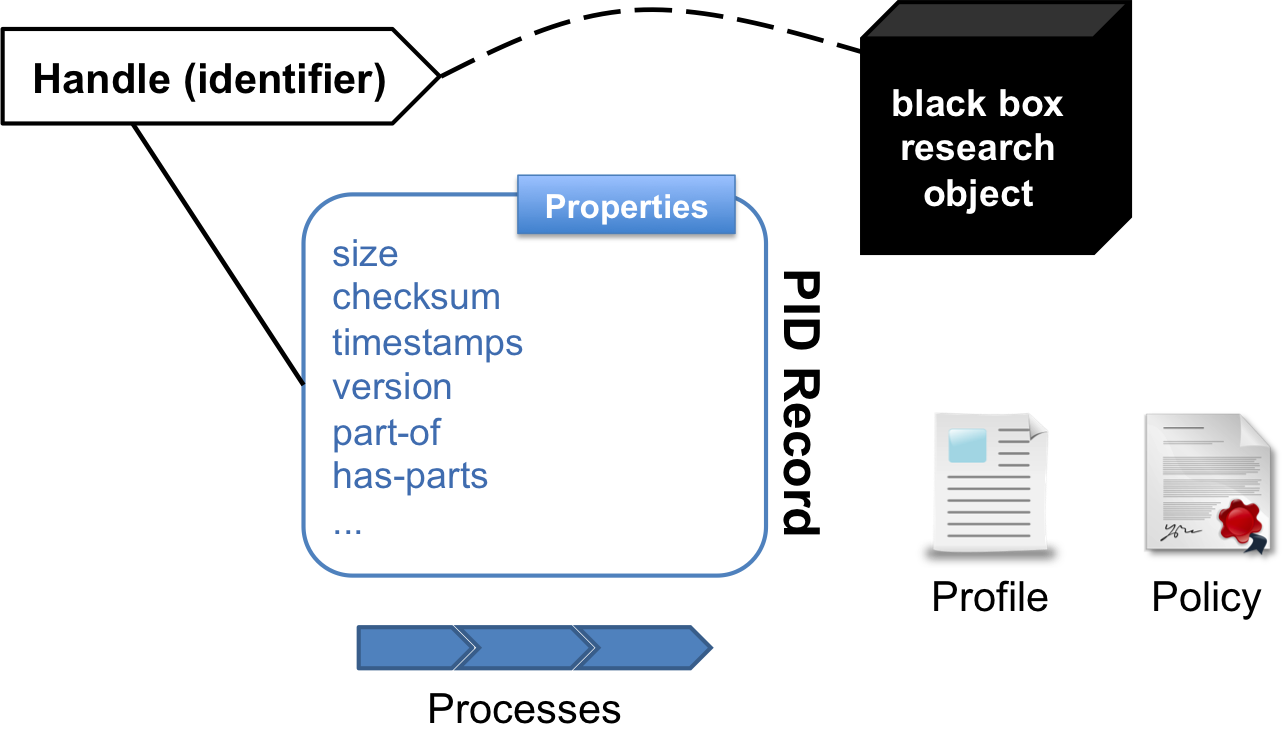 Handle (identifier)
black box
research
object
Properties
size
checksum
timestamps
version
part-of
has-parts
...
PID Record
Profile
Policy
Processes